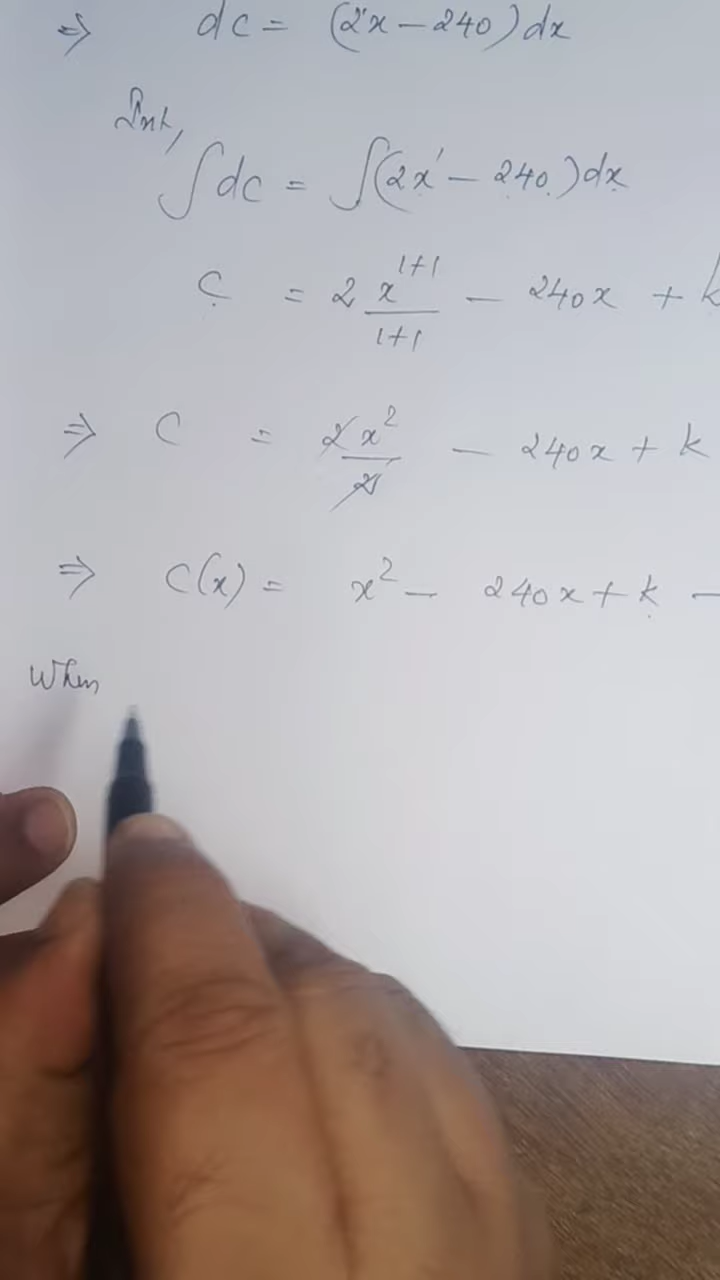 ⇒ dc = (2x - 240) dx
Int,
∫dc = ∫(2x' - 240) dx
C = 2 x^(1+1)/(1+1) - 240x + k
⇒ C = 2x²/2 - 240x + k
⇒ C(x) = x² - 240x + k -
When